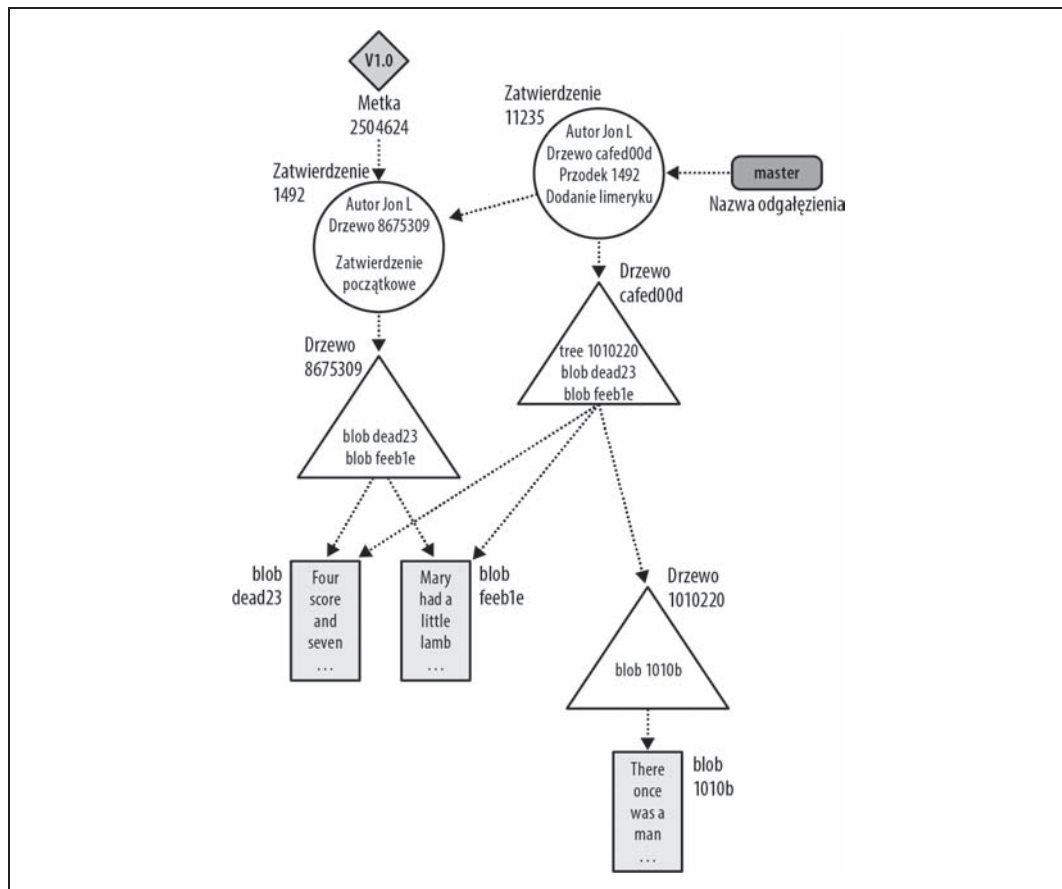 V1.0
Metka
2504624
Zatwierdzenie
11235
Autor Jon L
Drzewo cafed00d
Przodek 1492
Dodanie limeryku
master
Nazwa odgałęzienia
Zatwierdzenie
1492
Autor Jon L
Drzewo 8675309
Zatwierdzenie
początkowe
Drzewo
cafed00d
tree 1010220
blob dead23
blob feeb1e
Drzewo
8675309
blob dead23
blob feeb1e
blob
dead23
Four
score
and
seven
...
Mary
had a
little
lamb
...
blob
feeb1e
Drzewo
1010220
blob 1010b
There
once
was a
man
...
blob
1010b